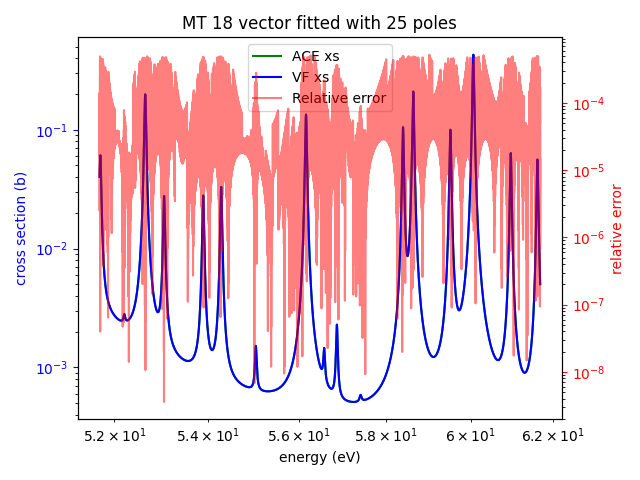 MT 18 vector fitted with 25 poles
ACE xs
VF xs
Relative error
cross section (b)
10⁻¹
10⁻²
10⁻³
10⁻⁴
10⁻⁵
10⁻⁶
10⁻⁷
10⁻⁸
relative error
5.2 × 10¹ 5.4 × 10¹ 5.6 × 10¹ 5.8 × 10¹ 6 × 10¹ 6.2 × 10¹
energy (eV)